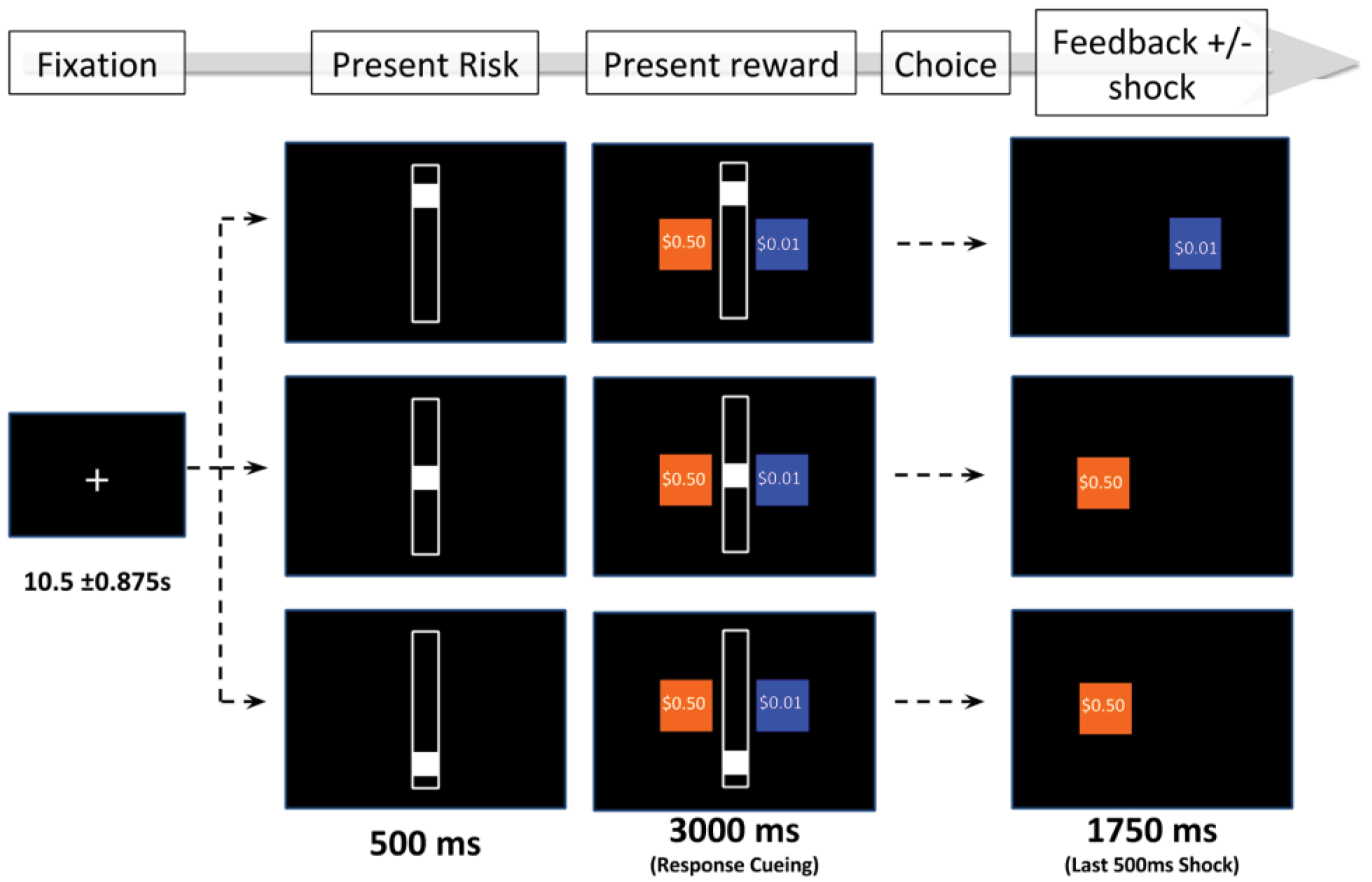 Fixation
Present Risk
Present reward
Choice
Feedback +/-
shock
$0.50
$0.01
$0.01
$0.50
$0.01
$0.50
+
10.5 ±0.875s
$0.50
$0.01
$0.50
500 ms
3000 ms
(Response Cueing)
1750 ms
(Last 500ms Shock)